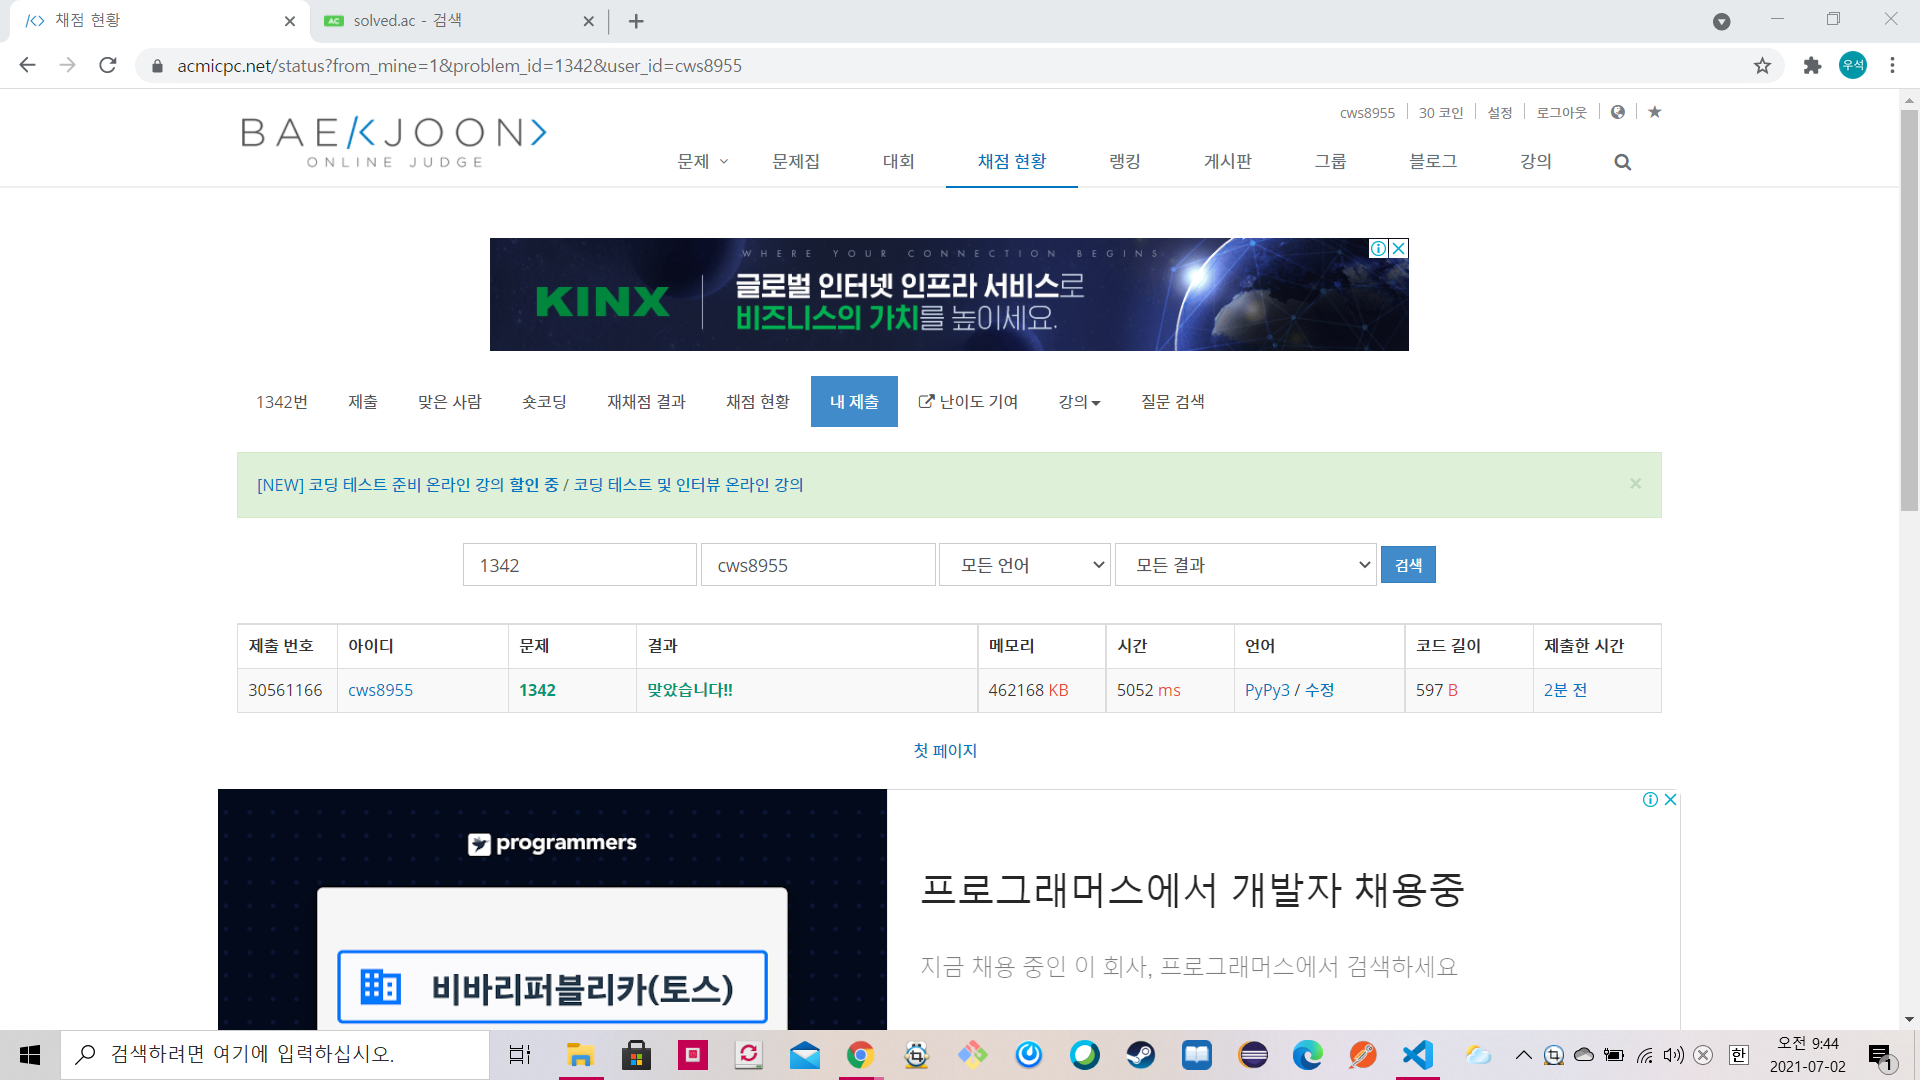 채점 현황
solved.ac - 검색
acmicpc.net/status?from_mine=1&problem_id=1342&user_id=cws8955
우석
cws8955 30 코인 설정 로그아웃
BAEKJOON
ONLINE JUDGE
문제 문제집 대회 채점 현황 랭킹 게시판 그룹 블로그 강의
WHERE YOUR CONNECTION BEGINS
KINX
글로벌 인터넷 인프라 서비스로
비즈니스의 가치를 높이세요.
1342번 제출 맞은 사람 숏코딩 재채점 결과 채점 현황 내 제출 난이도 기여 강의 질문 검색
[NEW] 코딩 테스트 준비 온라인 강의 할인 중 / 코딩 테스트 및 인터뷰 온라인 강의
×
1342 cws8955 모든 언어 모든 결과 검색
제출 번호 아이디 문제 결과 메모리 시간 언어 코드 길이 제출한 시간
30561166 cws8955 1342 맞았습니다!! 462168 KB 5052 ms PyPy3 / 수정 597 B 2분 전
첫 페이지
programmers
비바리퍼블리카(토스)
프로그래머스에서 개발자 채용중
지금 채용 중인 이 회사, 프로그래머스에서 검색하세요
검색하려면 여기에 입력하십시오.
한
오전 9:44
2021-07-02
1